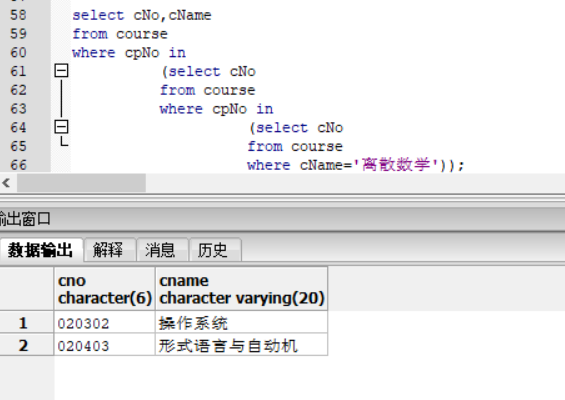 58 select cNo,cName
59 from course
60 where cpNo in
61 (select cNo
62 from course
63 where cpNo in
64 (select cNo
65 from course
66 where cName='离散数学'));
输出窗口
数据输出 解释 消息 历史
cno cname
character(6) character varying(20)
1 020302 操作系统
2 020403 形式语言与自动机